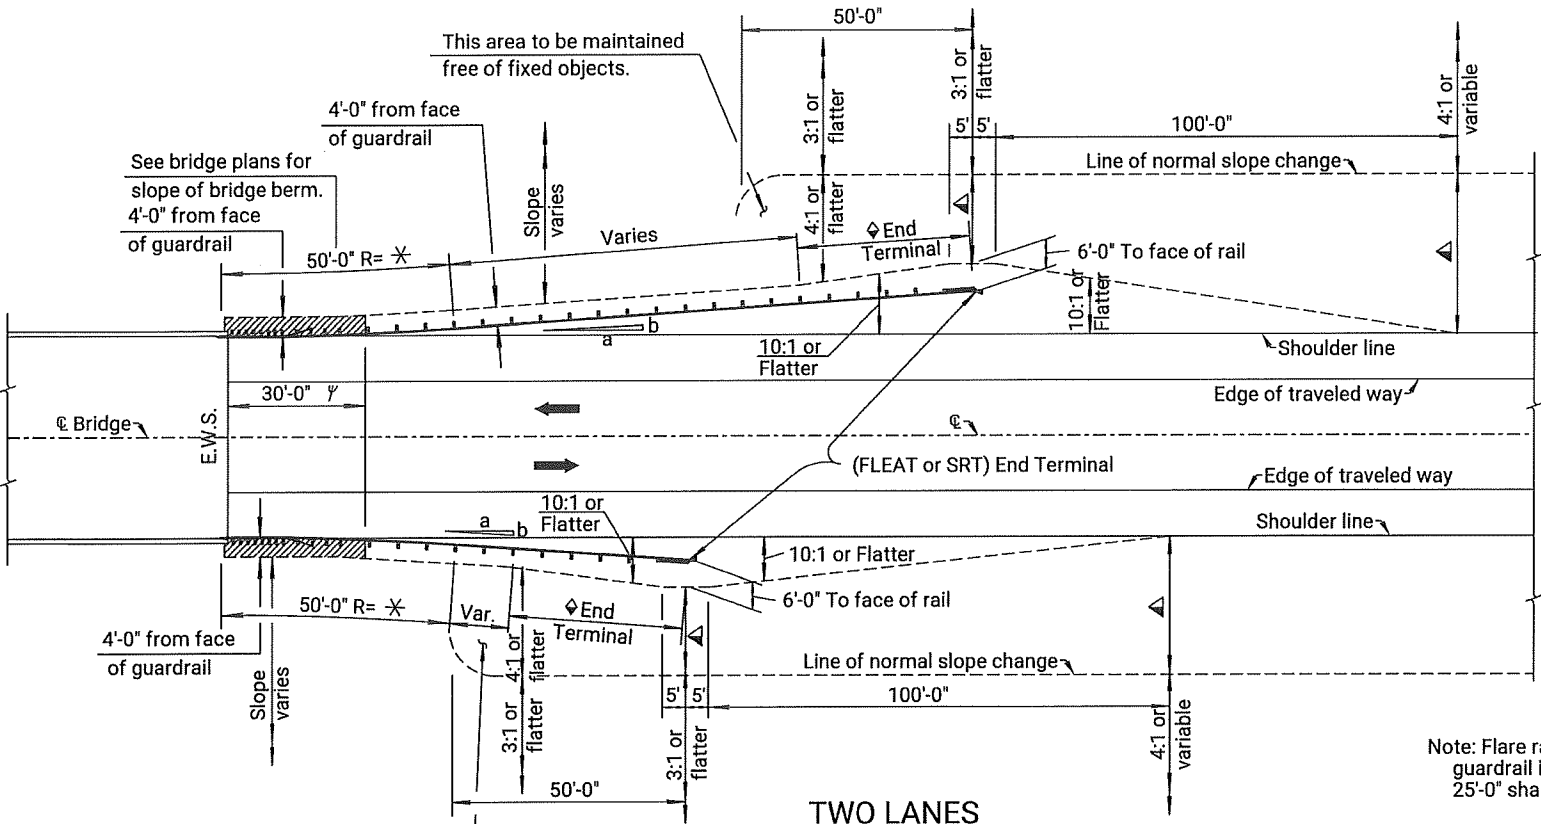 50'-0"
This area to be maintained
free of fixed objects.
3:1 or
flatter
3:1 or
flatter
4:1 or
variable
4'-0" from face
of guardrail
5' 5'
100'-0"
See bridge plans for
slope of bridge berm.
Line of normal slope change
4'-0" from face
of guardrail
Slope
varies
4:1 or
flatter
Varies
End
Terminal
50'-0" R=
6'-0" To face of rail
10:1 or
Flatter
b
a
10:1 or
Flatter
Shoulder line
30'-0"
Edge of traveled way
℄ Bridge
E.W.S.
℄
(FLEAT or SRT) End Terminal
Edge of traveled way
10:1 or
Flatter
a
b
Shoulder line
10:1 or Flatter
6'-0" To face of rail
50'-0" R=
Var.
End
Terminal
4'-0" from face
of guardrail
Slope
varies
4:1 or
flatter
Line of normal slope change
5' 5'
100'-0"
3:1 or
flatter
3:1 or
flatter
4:1 or
variable
50'-0"
Note: Flare
guardrail
25'-0"
TWO LANES